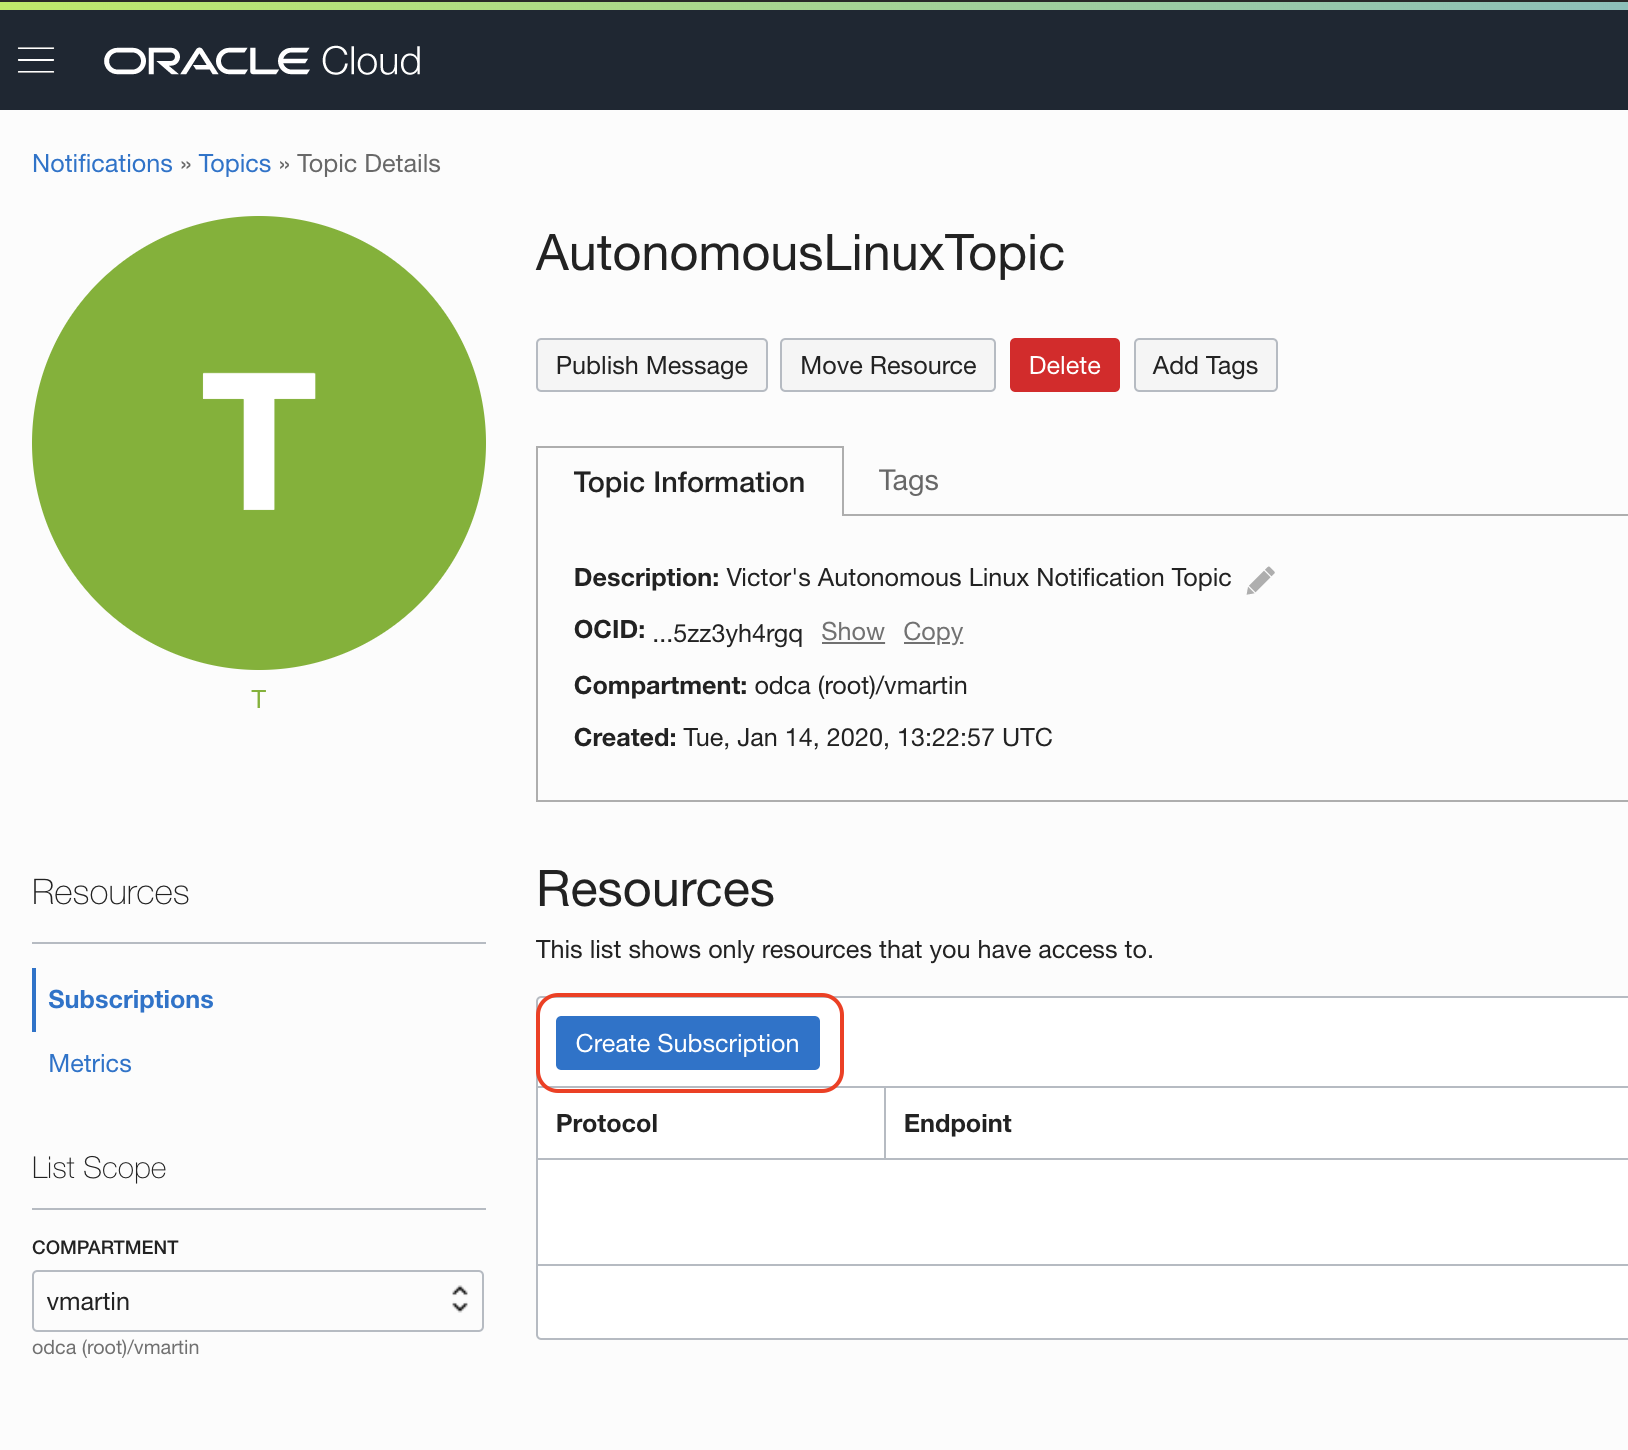 ORACLE Cloud
Notifications » Topics » Topic Details
T
T
AutonomousLinuxTopic
Publish Message Move Resource Delete Add Tags
Topic Information Tags
Description: Victor's Autonomous Linux Notification Topic
OCID: ...5zz3yh4rgq Show Copy
Compartment: odca (root)/vmartin
Created: Tue, Jan 14, 2020, 13:22:57 UTC
Resources
Subscriptions
Metrics
List Scope
COMPARTMENT
vmartin
odca (root)/vmartin
Resources
This list shows only resources that you have access to.
Create Subscription
Protocol Endpoint